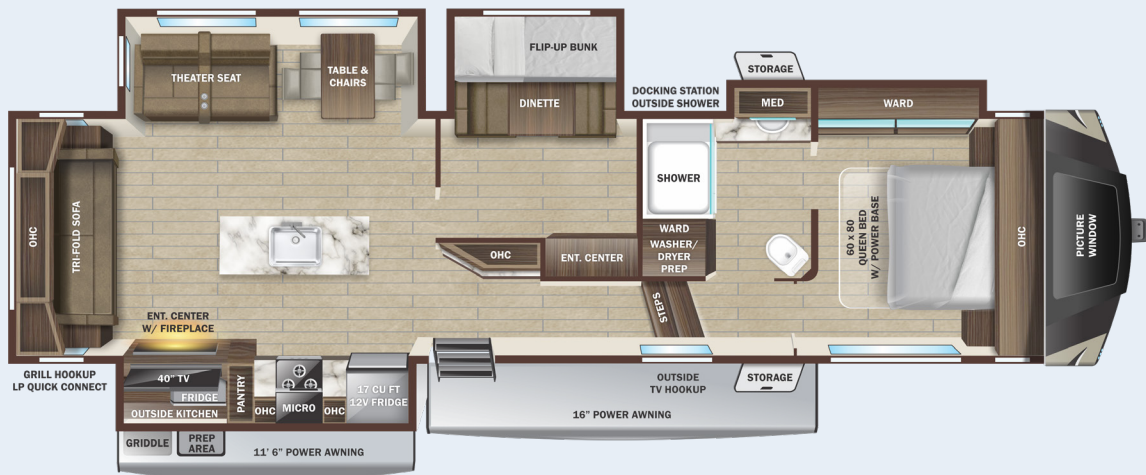 THEATER SEAT
TABLE &
CHAIRS
FLIP-UP BUNK
DINETTE
DOCKING STATION
OUTSIDE SHOWER
STORAGE
MED
WARD
SHOWER
WARD
WASHER/
DRYER
PREP
OHC
TRI-FOLD SOFA
OHC
ENT. CENTER
STEPS
60 x 80
QUEEN BED
W/ POWER BASE
OHC
PICTURE
WINDOW
ENT. CENTER
W/ FIREPLACE
GRILL HOOKUP
LP QUICK CONNECT
40" TV
FRIDGE
OUTSIDE KITCHEN
PANTRY
OHC
MICRO
OHC
17 CU FT
12V FRIDGE
GRIDDLE
PREP
AREA
11' 6" POWER AWNING
OUTSIDE
TV HOOKUP
STORAGE
16" POWER AWNING